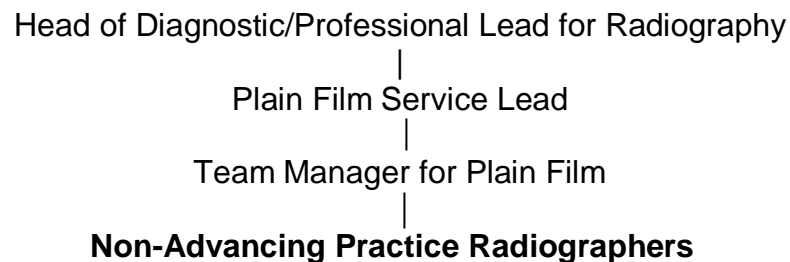 Head of Diagnostic/Professional Lead for Radiography
Plain Film Service Lead
Team Manager for Plain Film
Non-Advancing Practice Radiographers